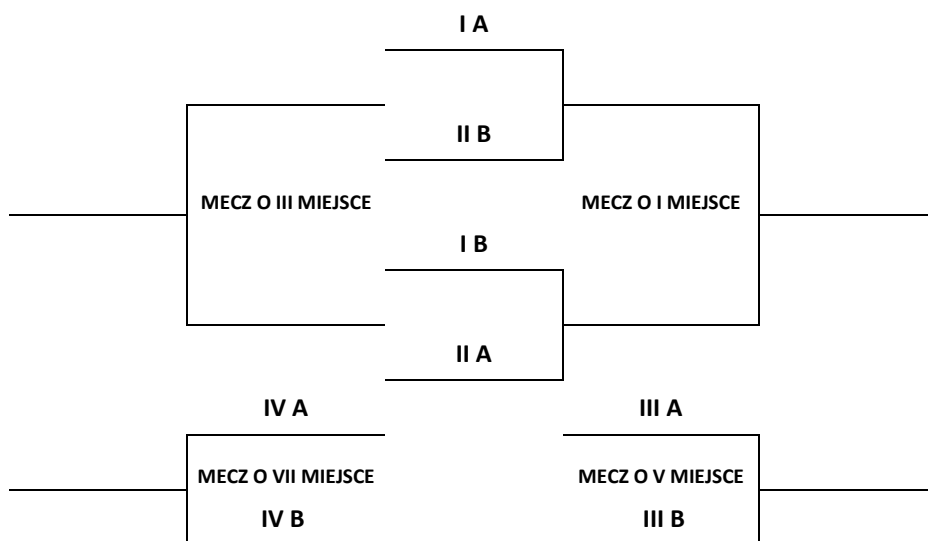 I A
II B
MECZ O III MIEJSCE
MECZ O I MIEJSCE
I B
II A
IV A
III A
MECZ O VII MIEJSCE
MECZ O V MIEJSCE
IV B
III B